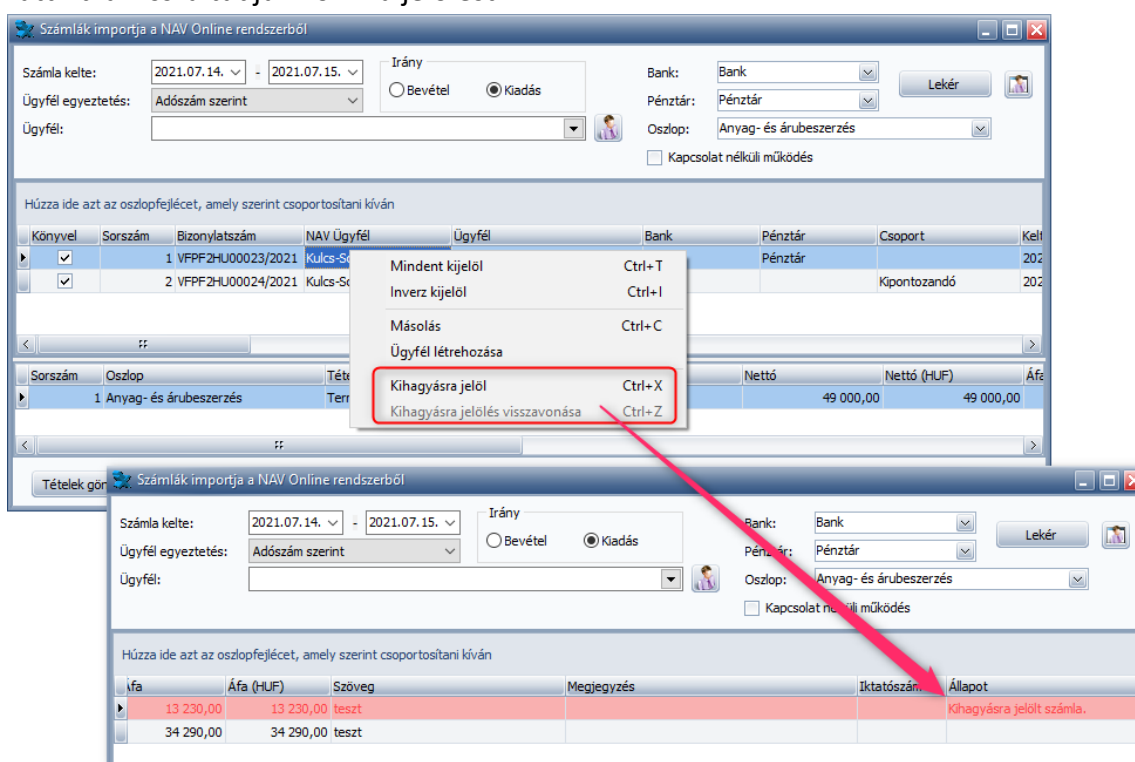 Számlák importja a NAV Online rendszerből
Számla kelte: 2021.07.14. - 2021.07.15. Irány Bank: Bank Lekér
Bevétel Kiadás
Ügyfél egyeztetés: Adószám szerint Pénztár: Pénztár
Ügyfél: Oszlop: Anyag- és árubeszerzés
Kapcsolat nélküli működés
Húzza ide azt az oszlopfejlécet, amely szerint csoportosítani kíván
Könyvel Sorszám Bizonylatszám NAV Ügyfél Ügyfél Bank Pénztár Csoport
1 VFPF2HU00023/2021 Pénztár
2 VFPF2HU00024/2021 Kipontozandó
Mindent kijelöl Ctrl+T
Inverz kijelöl Ctrl+I
Másolás Ctrl+C
Ügyfél létrehozása
Kihagyásra jelöl Ctrl+X
Kihagyásra jelölés visszavonása Ctrl+Z
Sorszám Oszlop Nettó Nettó (HUF)
1 Anyag- és árubeszerzés 49 000,00 49 000,00
Tételek
Számlák importja a NAV Online rendszerből
Számla kelte: 2021.07.14. - 2021.07.15. Irány Bank: Bank Lekér
Bevétel Kiadás
Ügyfél egyeztetés: Adószám szerint Pénztár: Pénztár
Ügyfél: Oszlop: Anyag- és árubeszerzés
Kapcsolat nélküli működés
Húzza ide azt az oszlopfejlécet, amely szerint csoportosítani kíván
Áfa (HUF) Szöveg Megjegyzés Iktatószám Állapot
13 230,00 13 230,00 teszt Kihagyásra jelölt számla.
34 290,00 34 290,00 teszt